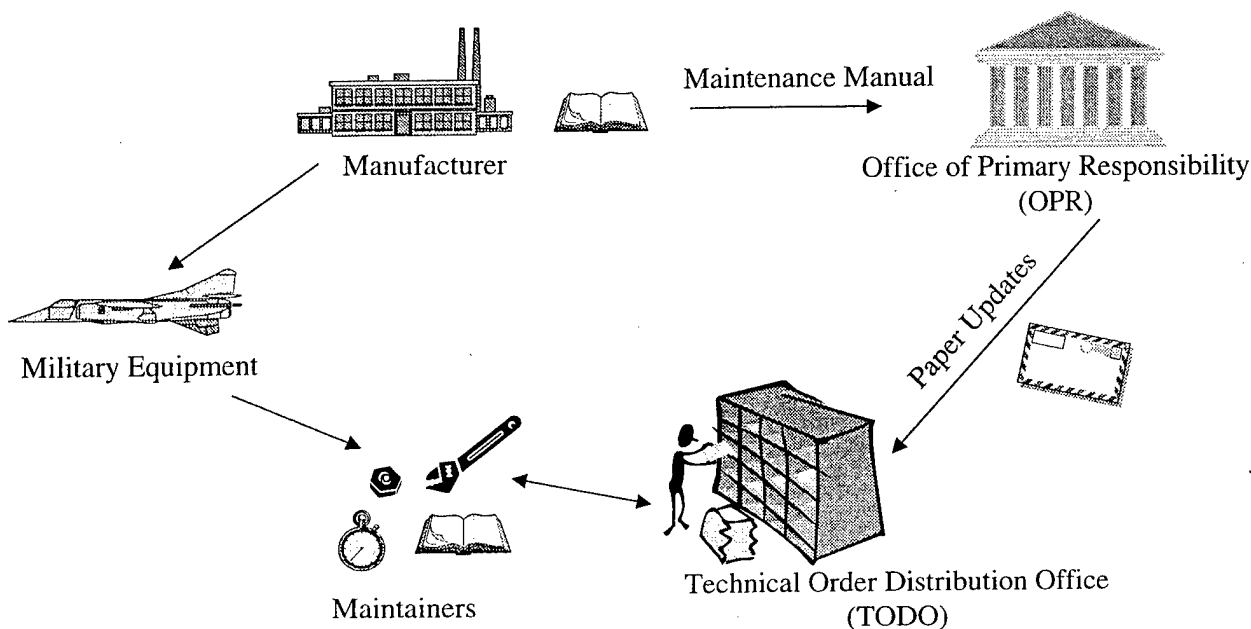 Maintenance Manual
Manufacturer
Office of Primary Responsibility
(OPR)
Paper Updates
Military Equipment
Technical Order Distribution Office
(TODO)
Maintainers